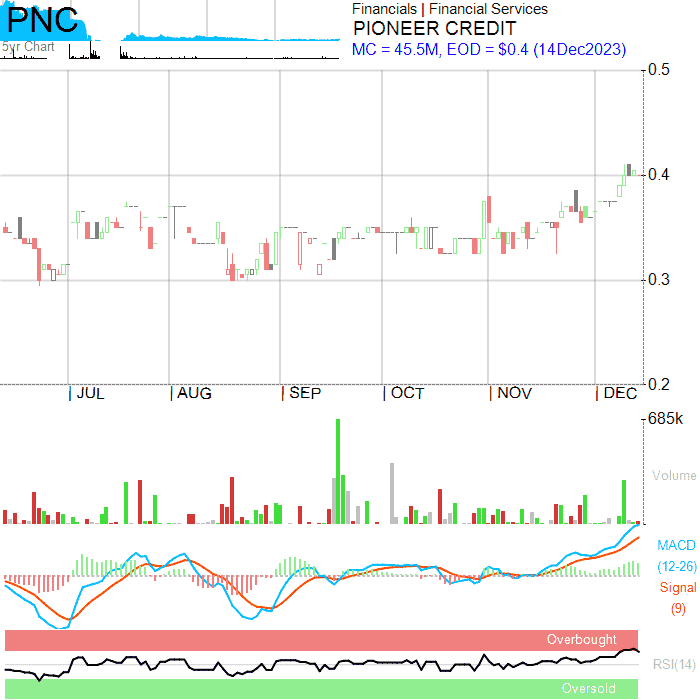 PNC
5yr Chart
Financials | Financial Services
PIONEER CREDIT
MC = 45.5M, EOD = $0.4 (14Dec2023)
0.5
0.4
0.3
0.2
JUL AUG SEP OCT NOV DEC
685k
Volume
MACD
(12-26)
Signal
(9)
Overbought
RSI(14)
Oversold